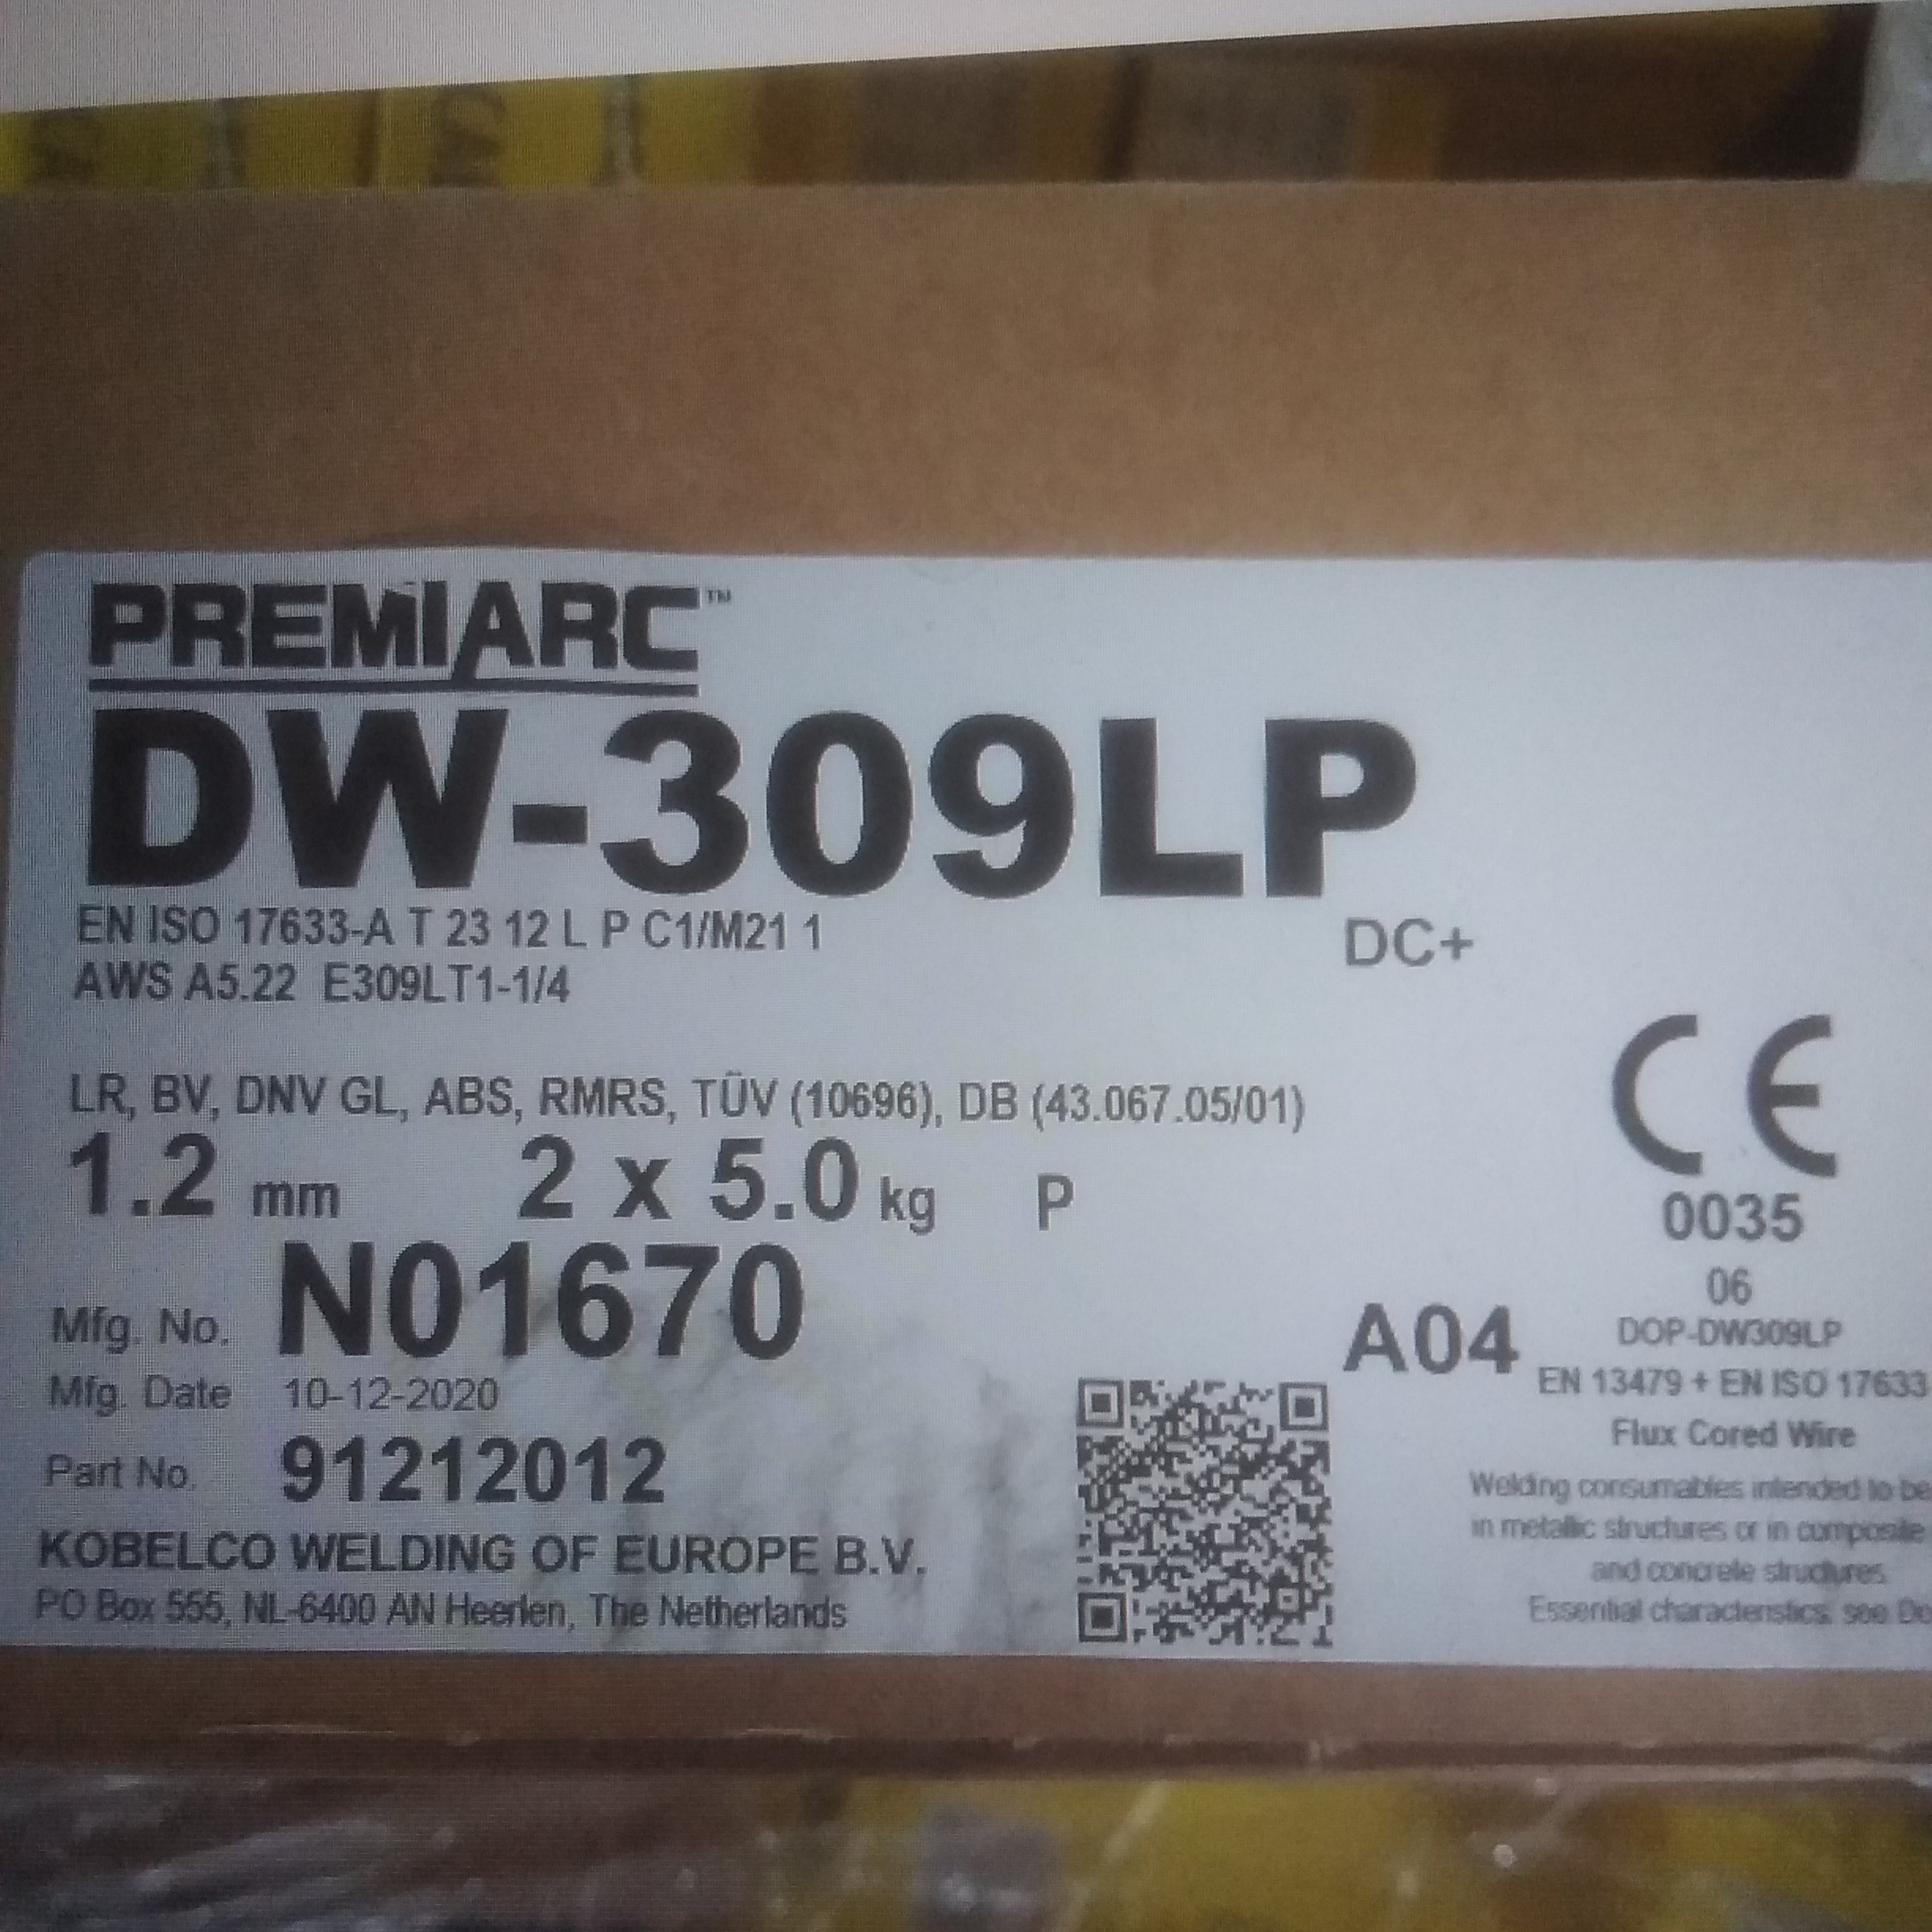 PREMIARC™
DW-309LP
EN ISO 17633-A T 23 12 L P C1/M21 1
DC+
AWS A5.22 E309LT1-1/4
LR, BV, DNV GL, ABS, RMRS, TÜV (10696), DB (43.067.05/01)
CE
1.2 mm 2 x 5.0 kg P
0035
06
Mfg. No. N01670
A04
DOP-DW309LP
Mfg. Date 10-12-2020
EN 13479 + EN ISO 17633
Flux Cored Wire
Part No. 91212012
Welding consumables intended to be
in metallic structures or in composite
KOBELCO WELDING OF EUROPE B.V.
and concrete structures.
PO Box 555, NL-6400 AN Heerlen, The Netherlands
Essential characteristics: see